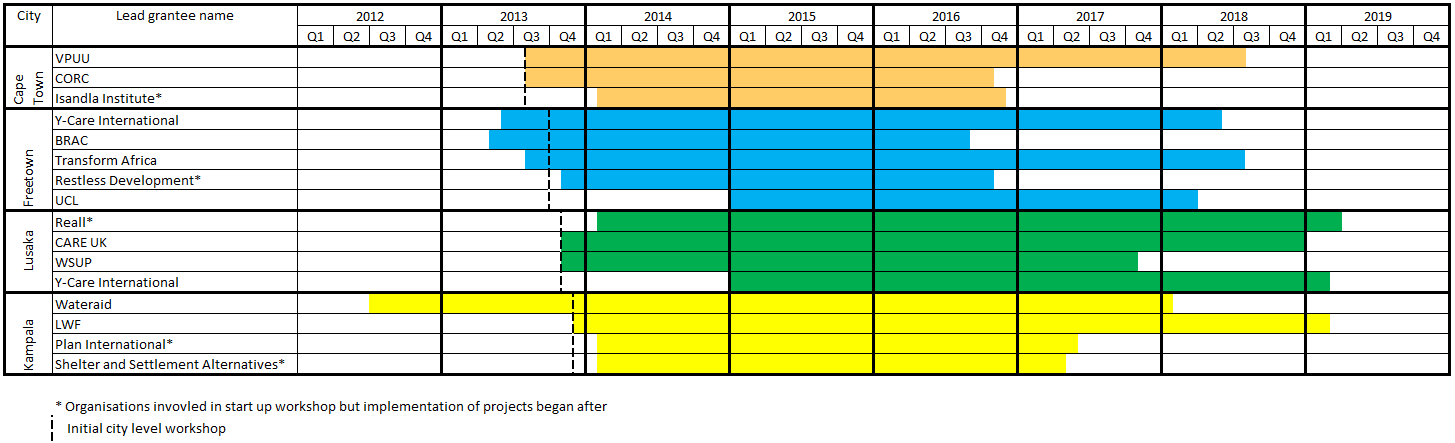 City Lead grantee name 2012 2013 2014 2015 2016 2017 2018 2019
Q1 Q2 Q3 Q4 Q1 Q2 Q3 Q4 Q1 Q2 Q3 Q4 Q1 Q2 Q3 Q4 Q1 Q2 Q3 Q4 Q1 Q2 Q3 Q4 Q1 Q2 Q3 Q4 Q1 Q2 Q3 Q4
Cape Town
VPUU
CORC
Isandla Institute*
Freetown
Y-Care International
BRAC
Transform Africa
Restless Development*
UCL
Lusaka
Reall*
CARE UK
WSUP
Y-Care International
Kampala
Wateraid
LWF
Plan International*
Shelter and Settlement Alternatives*
* Organisations invovled in start up workshop but implementation of projects began after
Initial city level workshop